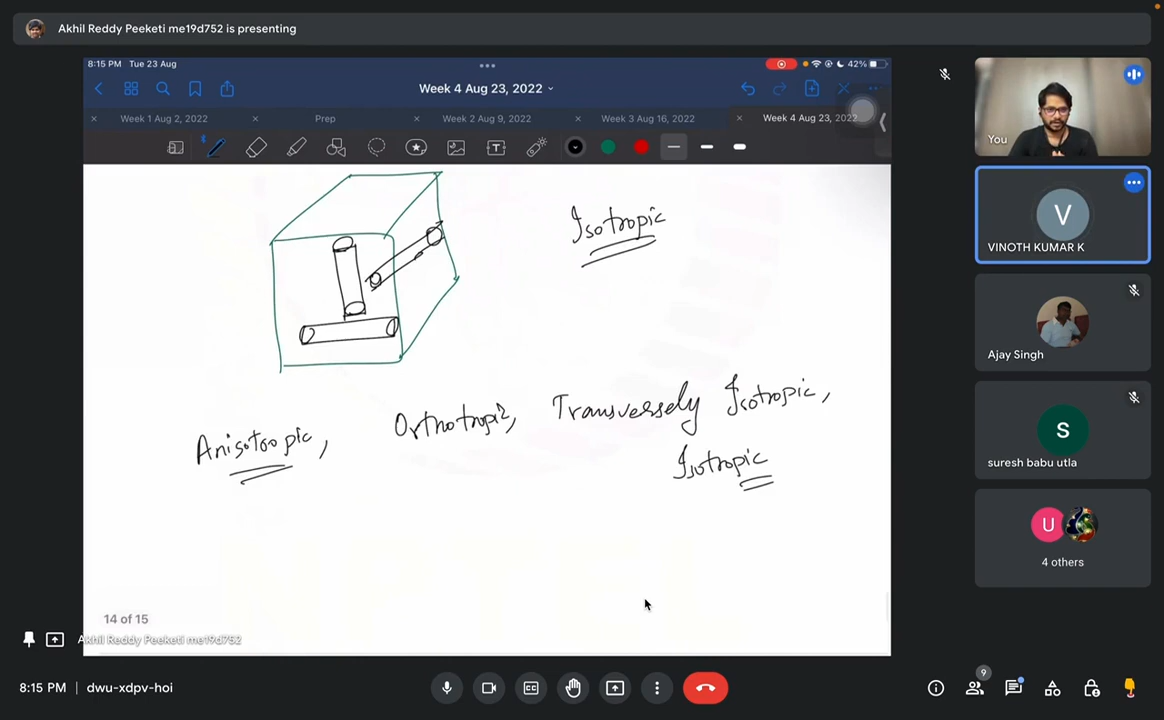 Akhil Reddy Peeketi me19d752 is presenting
8:15 PM Tue 23 Aug
42%
Week 4 Aug 23, 2022
Week 1 Aug 2, 2022
Prep
Week 2 Aug 9, 2022
Week 3 Aug 16, 2022
Week 4 Aug 23, 2022
Isotropic
Anisotropic, Orthotropic, Transversely Isotropic,
Isotropic
14 of 15
Akhil Reddy Peeketi me19d752
You
V
VINOTH KUMAR K
Ajay Singh
S
suresh babu utla
U
4 others
8:15 PM | dwu-xdpv-hoi
CC
9